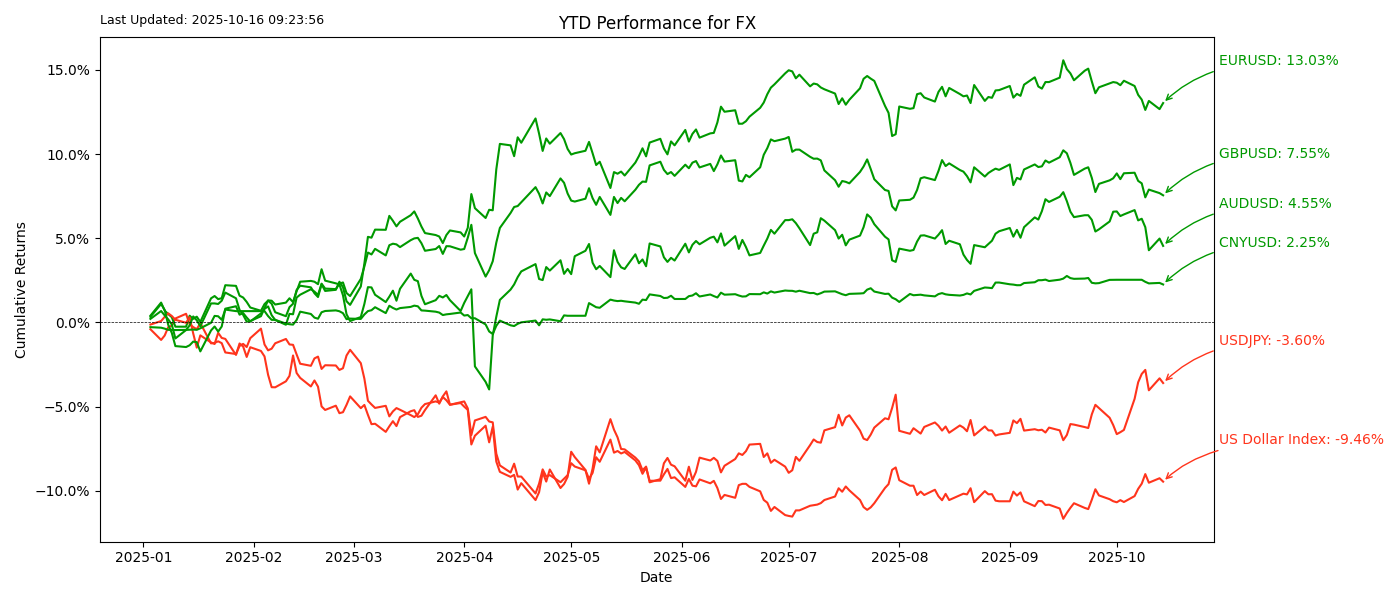 Last Updated: 2025-10-16 09:23:56
YTD Performance for FX
Cumulative Returns
15.0%
10.0%
5.0%
0.0%
−5.0%
−10.0%
EURUSD: 13.03%
GBPUSD: 7.55%
AUDUSD: 4.55%
CNYUSD: 2.25%
USDJPY: -3.60%
US Dollar Index: -9.46%
2025-01 2025-02 2025-03 2025-04 2025-05 2025-06 2025-07 2025-08 2025-09 2025-10
Date